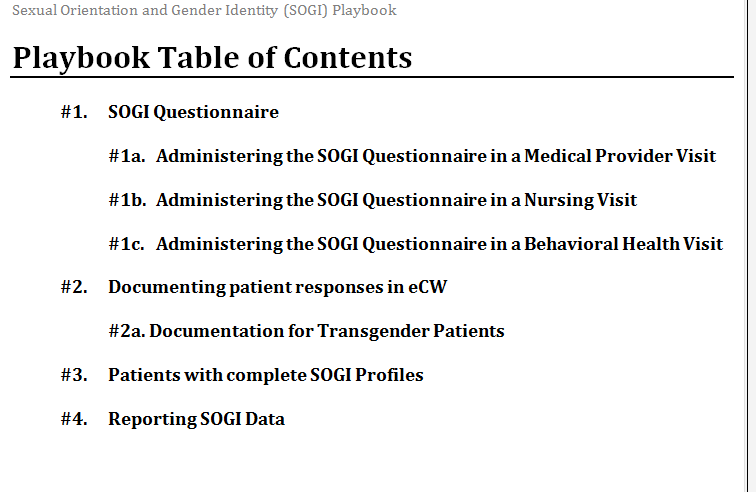 Sexual Orientation and Gender Identity (SOGI) Playbook
Playbook Table of Contents
#1. SOGI Questionnaire
#1a. Administering the SOGI Questionnaire in a Medical Provider Visit
#1b. Administering the SOGI Questionnaire in a Nursing Visit
#1c. Administering the SOGI Questionnaire in a Behavioral Health Visit
#2. Documenting patient responses in eCW
#2a. Documentation for Transgender Patients
#3. Patients with complete SOGI Profiles
#4. Reporting SOGI Data